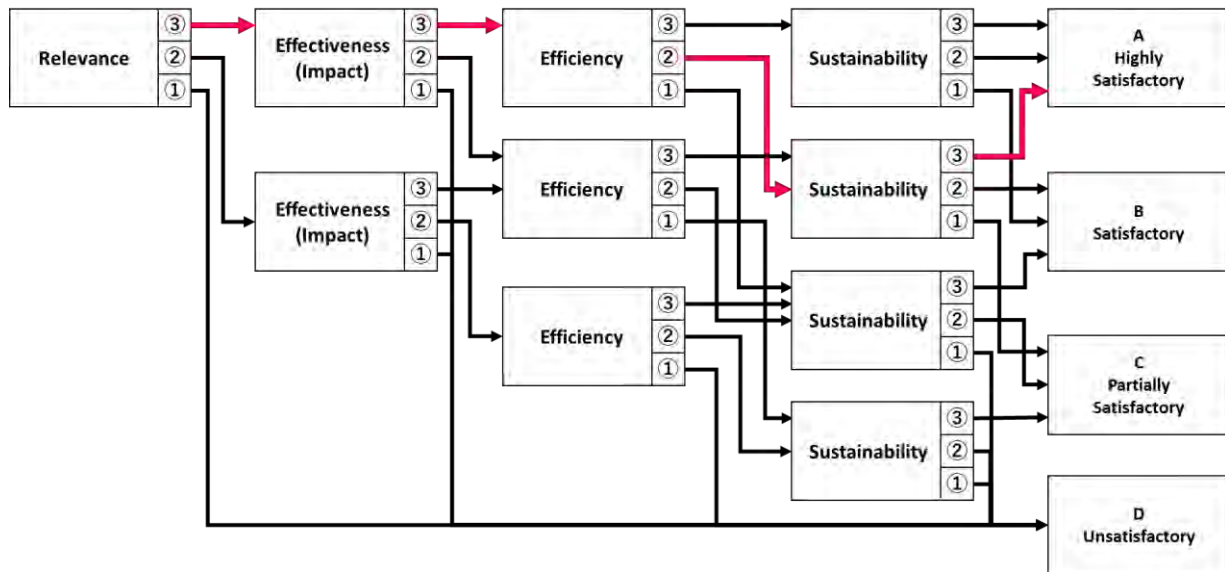 Relevance
③
②
①
Effectiveness
(Impact)
③
②
①
Effectiveness
(Impact)
③
②
①
Efficiency
③
②
①
Efficiency
③
②
①
Efficiency
③
②
①
Sustainability
③
②
①
Sustainability
③
②
①
Sustainability
③
②
①
Sustainability
③
②
①
A
Highly
Satisfactory
B
Satisfactory
C
Partially
Satisfactory
D
Unsatisfactory